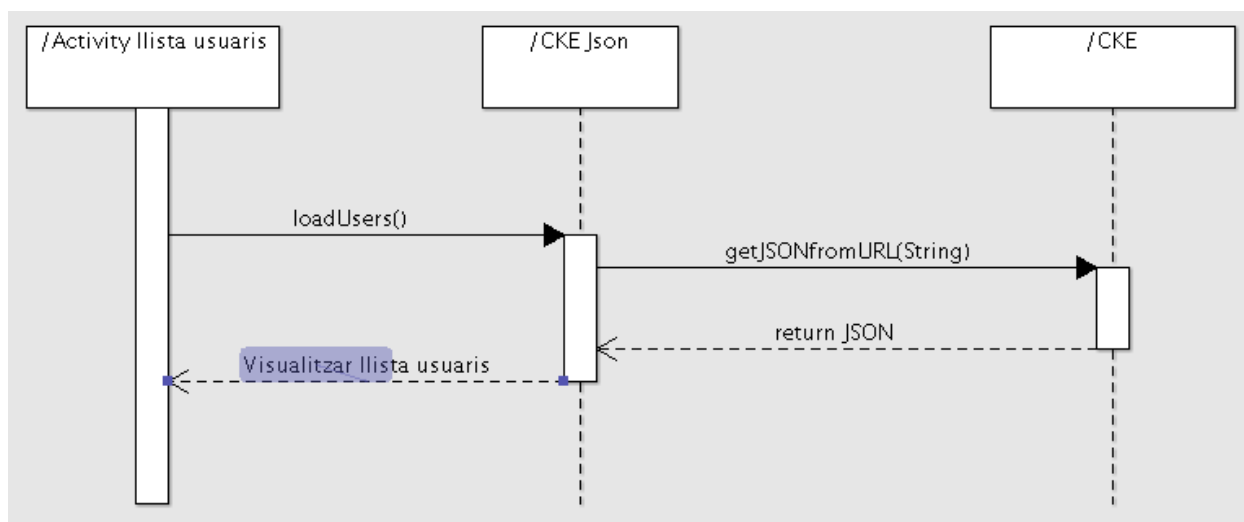 /Activity llista usuaris
/CKE Json
/CKE
loadUsers()
getJSONfromURL(String)
return JSON
Visualitzar llista usuaris